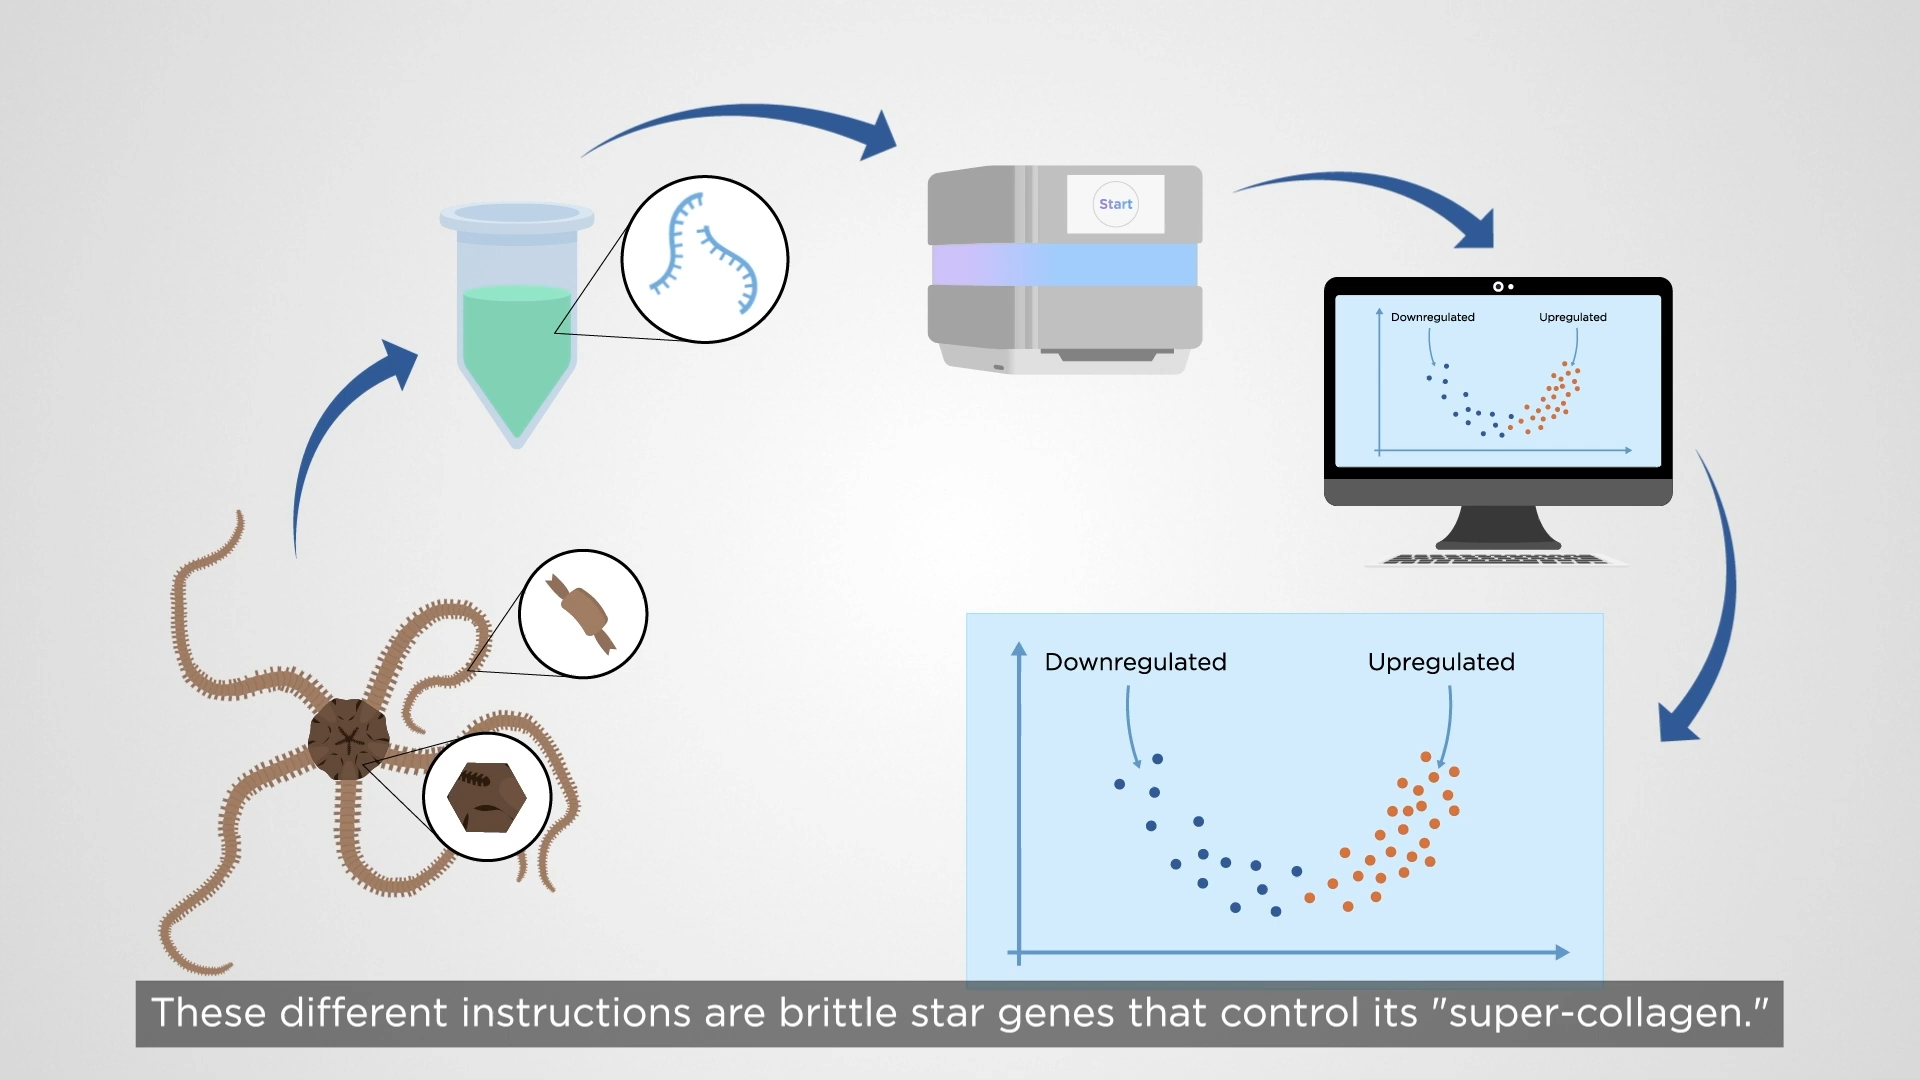 Start
Downregulated
Upregulated
Downregulated
Upregulated
These different instructions are brittle star genes that control its "super-collagen."